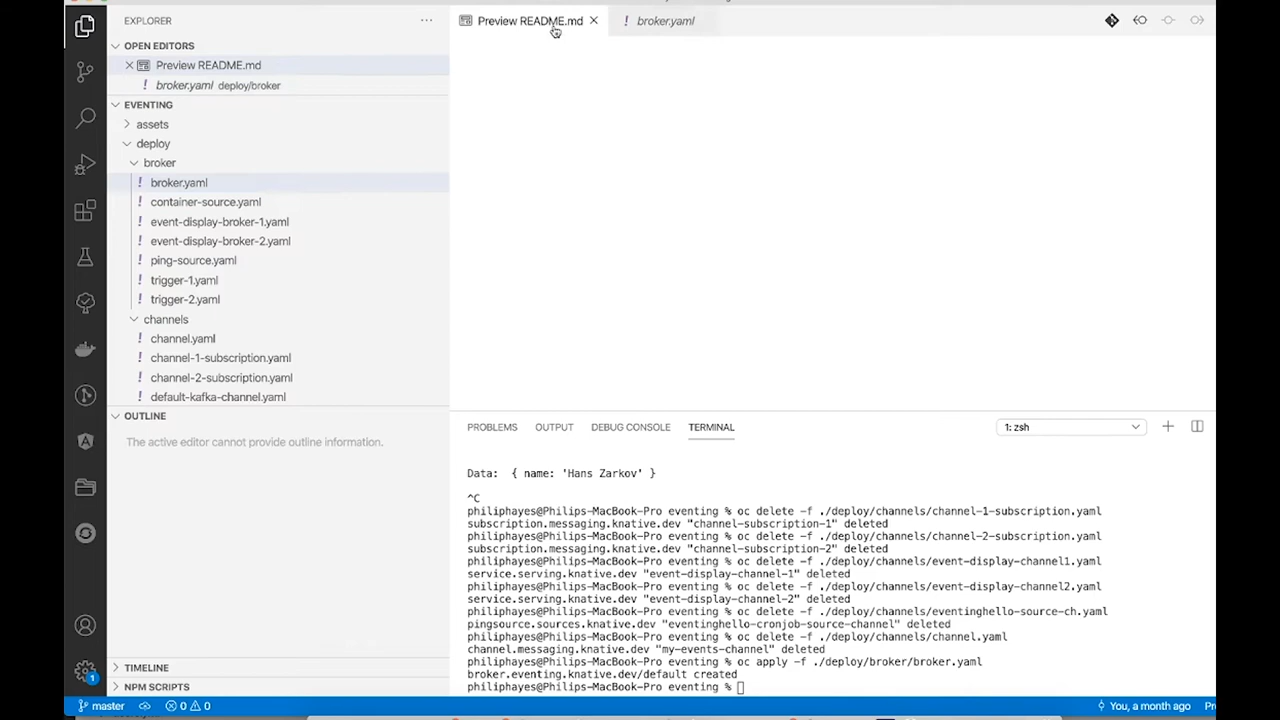 EXPLORER
Preview README.md
broker.yaml
OPEN EDITORS
Preview README.md
broker.yaml deploy/broker
EVENTING
assets
deploy
broker
! broker.yaml
! container-source.yaml
! event-display-broker-1.yaml
! event-display-broker-2.yaml
! ping-source.yaml
! trigger-1.yaml
! trigger-2.yaml
channels
! channel.yaml
! channel-1-subscription.yaml
! channel-2-subscription.yaml
! default-kafka-channel.yaml
OUTLINE
The active editor cannot provide outline information.
TIMELINE
NPM SCRIPTS
PROBLEMS OUTPUT DEBUG CONSOLE TERMINAL
1: zsh
Data: { name: 'Hans Zarkov' }
^C
philiphayes@Philips-MacBook-Pro eventing % oc delete -f ./deploy/channels/channel-1-subscription.yaml
subscription.messaging.knative.dev "channel-subscription-1" deleted
philiphayes@Philips-MacBook-Pro eventing % oc delete -f ./deploy/channels/channel-2-subscription.yaml
subscription.messaging.knative.dev "channel-subscription-2" deleted
philiphayes@Philips-MacBook-Pro eventing % oc delete -f ./deploy/channels/event-display-channel1.yaml
service.serving.knative.dev "event-display-channel-1" deleted
philiphayes@Philips-MacBook-Pro eventing % oc delete -f ./deploy/channels/event-display-channel2.yaml
service.serving.knative.dev "event-display-channel-2" deleted
philiphayes@Philips-MacBook-Pro eventing % oc delete -f ./deploy/channels/eventinghello-source-ch.yaml
pingsource.sources.knative.dev "eventinghello-cronjob-source-channel" deleted
philiphayes@Philips-MacBook-Pro eventing % oc delete -f ./deploy/channels/channel.yaml
channel.messaging.knative.dev "my-events-channel" deleted
philiphayes@Philips-MacBook-Pro eventing % oc apply -f ./deploy/broker/broker.yaml
broker.eventing.knative.dev/default created
philiphayes@Philips-MacBook-Pro eventing %
1
master 0 0
You, a month ago Pr